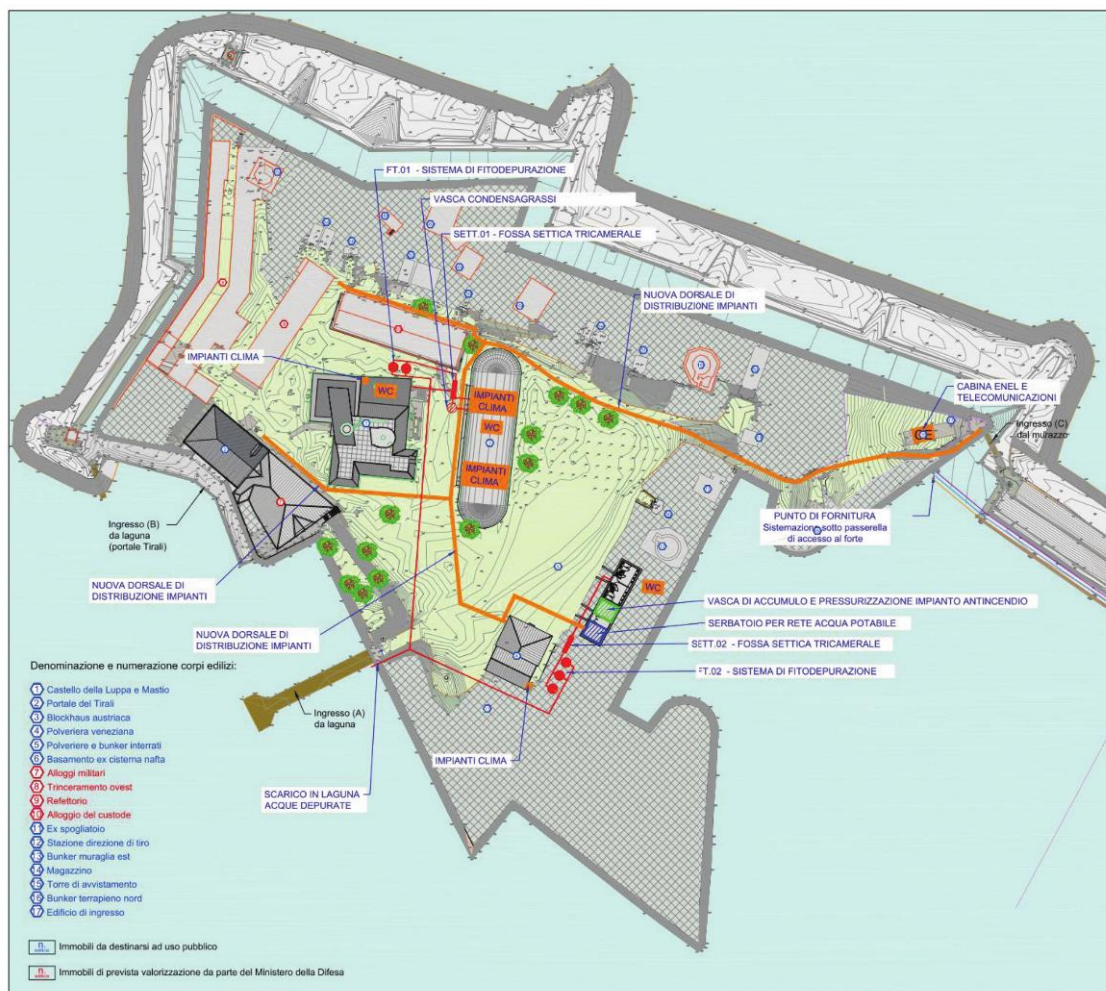 FT.01 - SISTEMA DI FITODEPURAZIONE
VASCA CONDENSAGRASSI
SETT.01 - FOSSA SETTICA TRICAMERALE
NUOVA DORSALE DI
DISTRIBUZIONE IMPIANTI
IMPIANTI CLIMA
WC
IMPIANTI
CLIMA
WC
IMPIANTI
CLIMA
CABINA ENEL E
TELECOMUNICAZIONI
Ingresso (C)
dal murazzo
PUNTO DI FORNITURA
Sistemazione sotto passerella
di accesso al forte
Ingresso (B)
da laguna
(portale Tirali)
NUOVA DORSALE DI
DISTRIBUZIONE IMPIANTI
WC
VASCA DI ACCUMULO E PRESSURIZZAZIONE IMPIANTO ANTINCENDIO
SERBATOIO PER RETE ACQUA POTABILE
SETT.02 - FOSSA SETTICA TRICAMERALE
FT.02 - SISTEMA DI FITODEPURAZIONE
NUOVA DORSALE DI
DISTRIBUZIONE IMPIANTI
Ingresso (A)
da laguna
IMPIANTI CLIMA
SCARICO IN LAGUNA
ACQUE DEPURATE
Denominazione e numerazione corpi edilizi:
1 Castello della Luppa e Mastio
2 Portale del Tirali
3 Blockhaus austriaca
4 Polveriera veneziana
5 Polveriere e bunker interrati
6 Basamento ex cisterna nafta
7 Alloggi militari
8 Trinceramento ovest
9 Refettorio
10 Alloggio del custode
11 Ex spogliatoio
12 Stazione direzione di tiro
13 Bunker muraglia est
14 Magazzino
15 Torre di avvistamento
16 Bunker terrapieno nord
17 Edificio di ingresso
n. Immobili da destinarsi ad uso pubblico
n. Immobili di prevista valorizzazione da parte del Ministero della Difesa